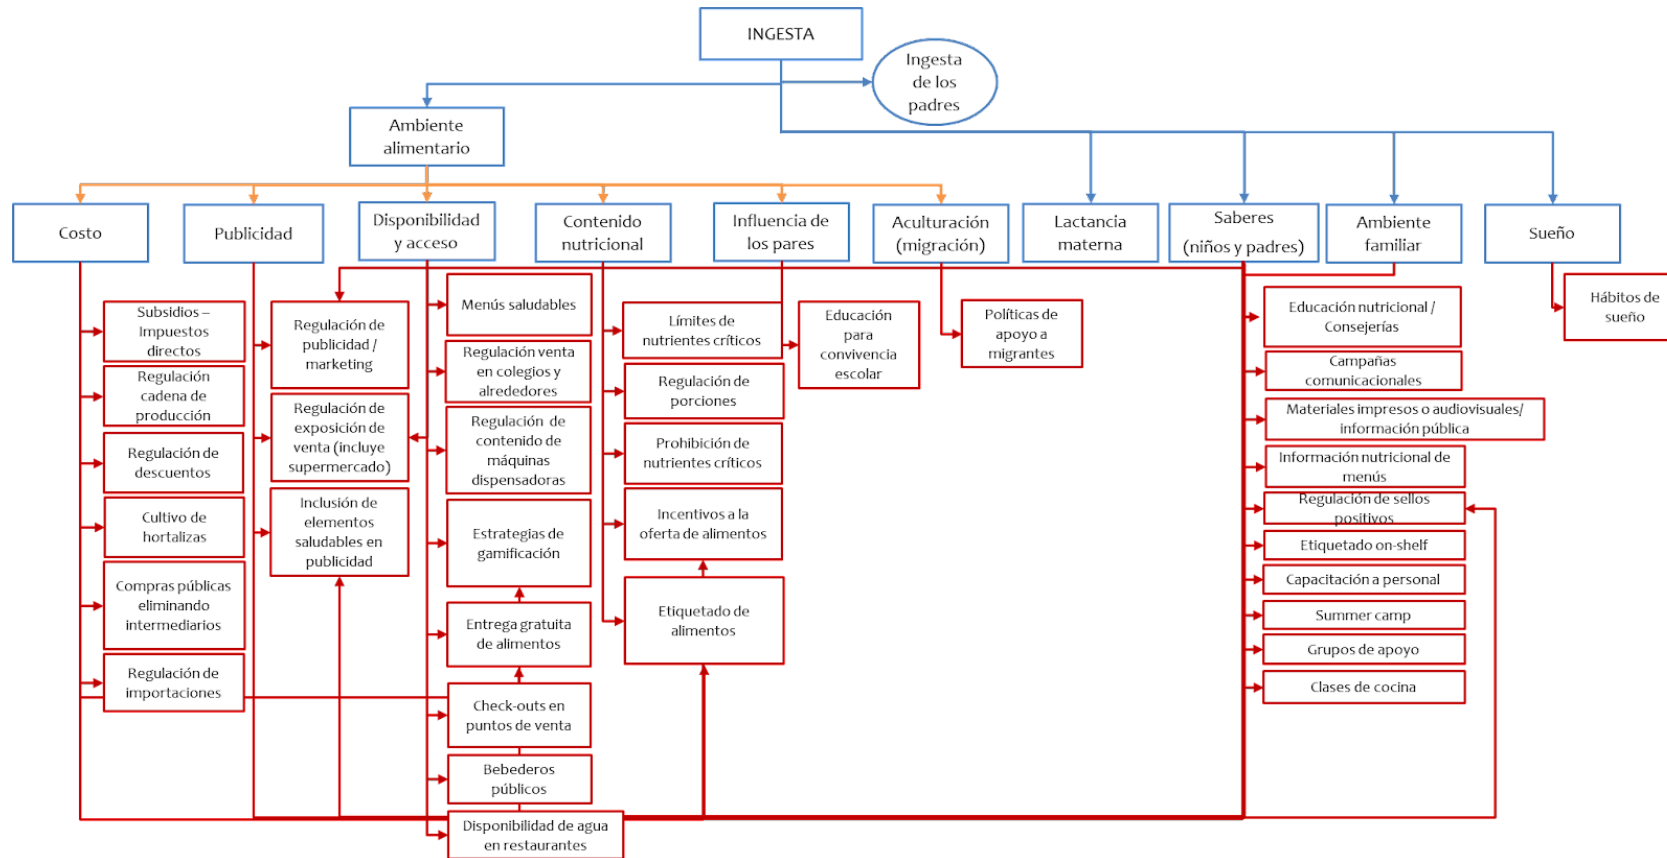 INGESTA
Ingesta
de los
padres
Ambiente
alimentario
Costo
Publicidad
Disponibilidad
y acceso
Contenido
nutricional
Influencia de
los pares
Aculturación
(migración)
Lactancia
materna
Saberes
(niños y padres)
Ambiente
familiar
Sueño
Subsidios –
Impuestos
directos
Regulación
cadena de
producción
Regulación de
descuentos
Cultivo de
hortalizas
Compras públicas
eliminando
intermediarios
Regulación de
importaciones
Regulación de
publicidad /
marketing
Regulación de
exposición de
venta (incluye
supermercado)
Inclusión de
elementos
saludables en
publicidad
Menús saludables
Regulación venta
en colegios y
alrededores
Regulación de
contenido de
máquinas
dispensadoras
Estrategias de
gamificación
Entrega gratuita
de alimentos
Check-outs en
puntos de venta
Bebederos
públicos
Disponibilidad de agua
en restaurantes
Límites de
nutrientes críticos
Regulación de
porciones
Prohibición de
nutrientes críticos
Incentivos a la
oferta de alimentos
Etiquetado de
alimentos
Educación
para
convivencia
escolar
Políticas de
apoyo a
migrantes
Educación nutricional /
Consejerías
Campañas
comunicacionales
Materiales impresos o audiovisuales/
información pública
Información nutricional de
menús
Regulación de sellos
positivos
Etiquetado on-shelf
Capacitación a personal
Summer camp
Grupos de apoyo
Clases de cocina
Hábitos de
sueño